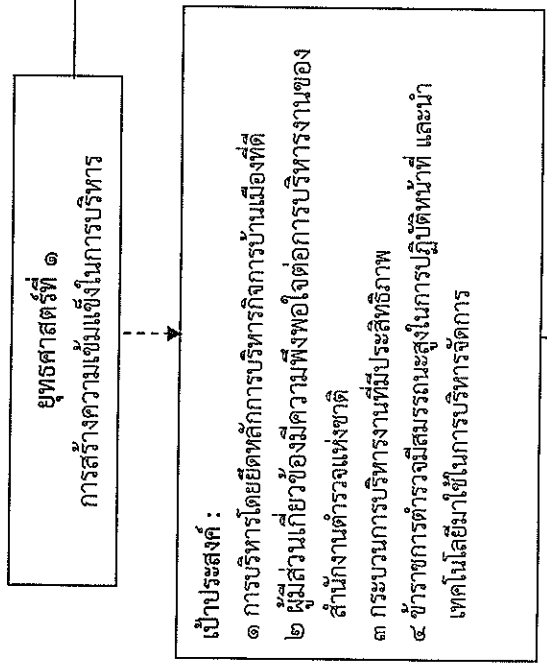 ยุทธศาสตร์ที่ ๑
การสร้างความเข้มแข็งในการบริหาร
เป้าประสงค์ :
๑ การบริหารโดยยึดหลักการบริหารกิจการบ้านเมืองที่ดี
๒ ผู้มีส่วนเกี่ยวข้องมีความพึงพอใจต่อการบริหารงานของ
สำนักงานตำรวจแห่งชาติ
๓ กระบวนการบริหารงานที่มีประสิทธิภาพ
๔ ข้าราชการตำรวจมีสมรรถนะสูงในการปฏิบัติหน้าที่ และนำ
เทคโนโลยีมาใช้ในการบริหารจัดการ